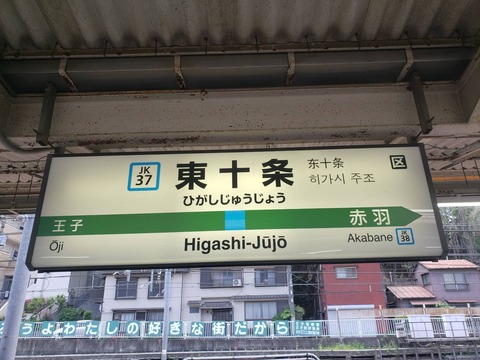 JK
37
東十条
ひがしじゅうじょう
东十条
히가시 주조
区
王子
Ōji
Higashi-Jūjō
赤羽
Akabane
JK
38
うよわたしの好きな街だから